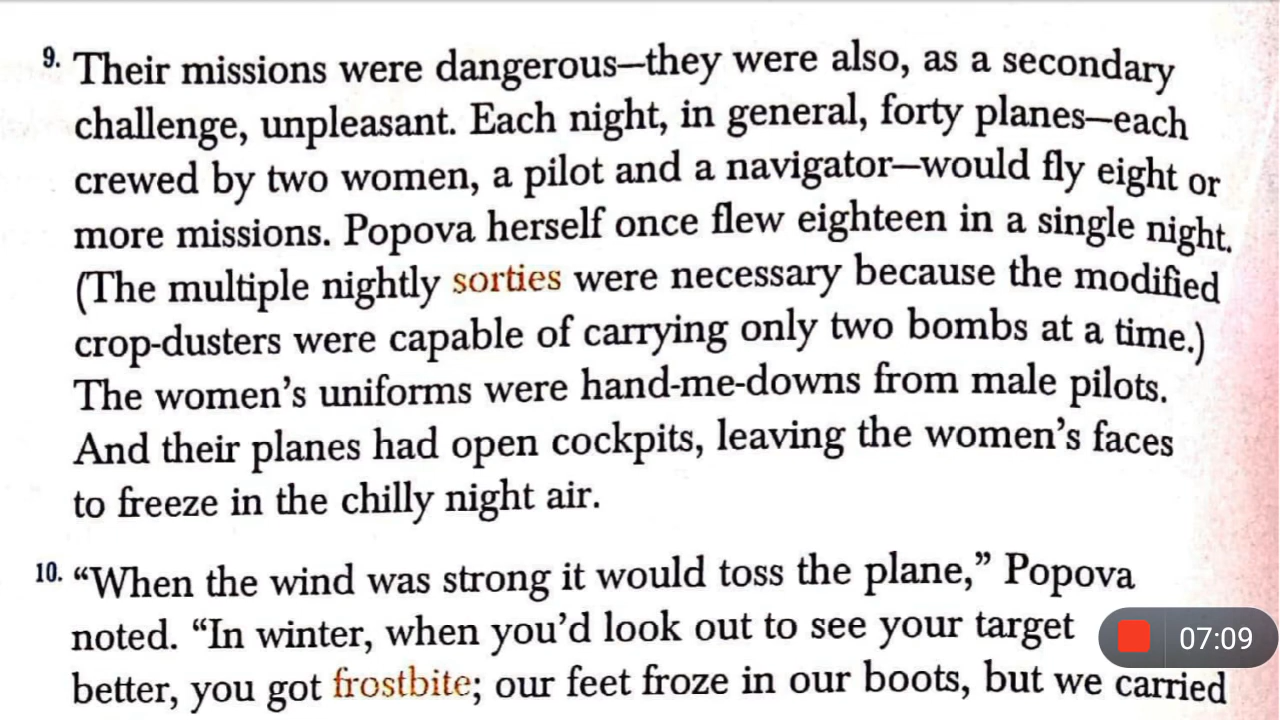 9. Their missions were dangerous—they were also, as a secondary
challenge, unpleasant. Each night, in general, forty planes—each
crewed by two women, a pilot and a navigator—would fly eight or
more missions. Popova herself once flew eighteen in a single night.
(The multiple nightly sorties were necessary because the modified
crop-dusters were capable of carrying only two bombs at a time.)
The women’s uniforms were hand-me-downs from male pilots.
And their planes had open cockpits, leaving the women’s faces
to freeze in the chilly night air.
10. “When the wind was strong it would toss the plane,” Popova
noted. “In winter, when you’d look out to see your target
better, you got frostbite; our feet froze in our boots, but we carried
07:09